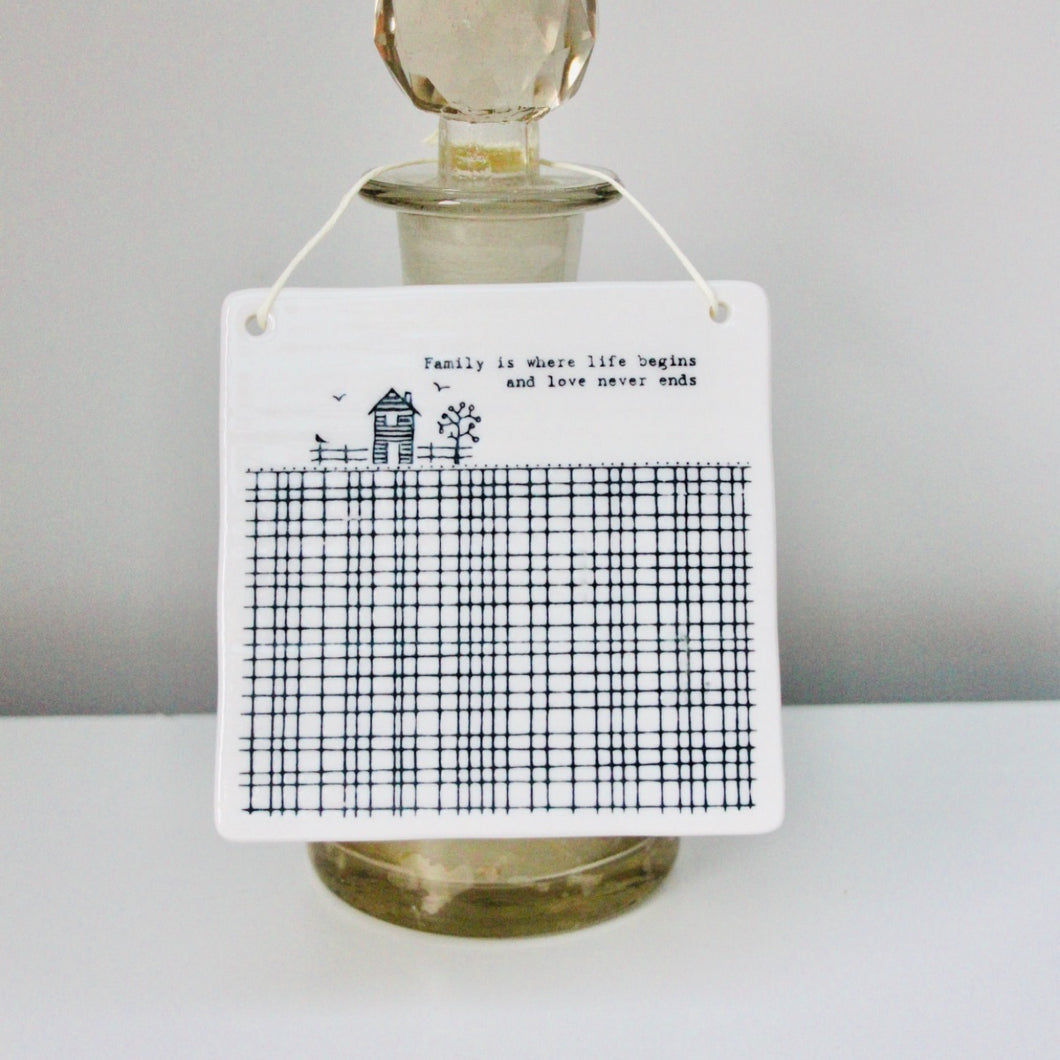 Family is where life begins
and love never ends